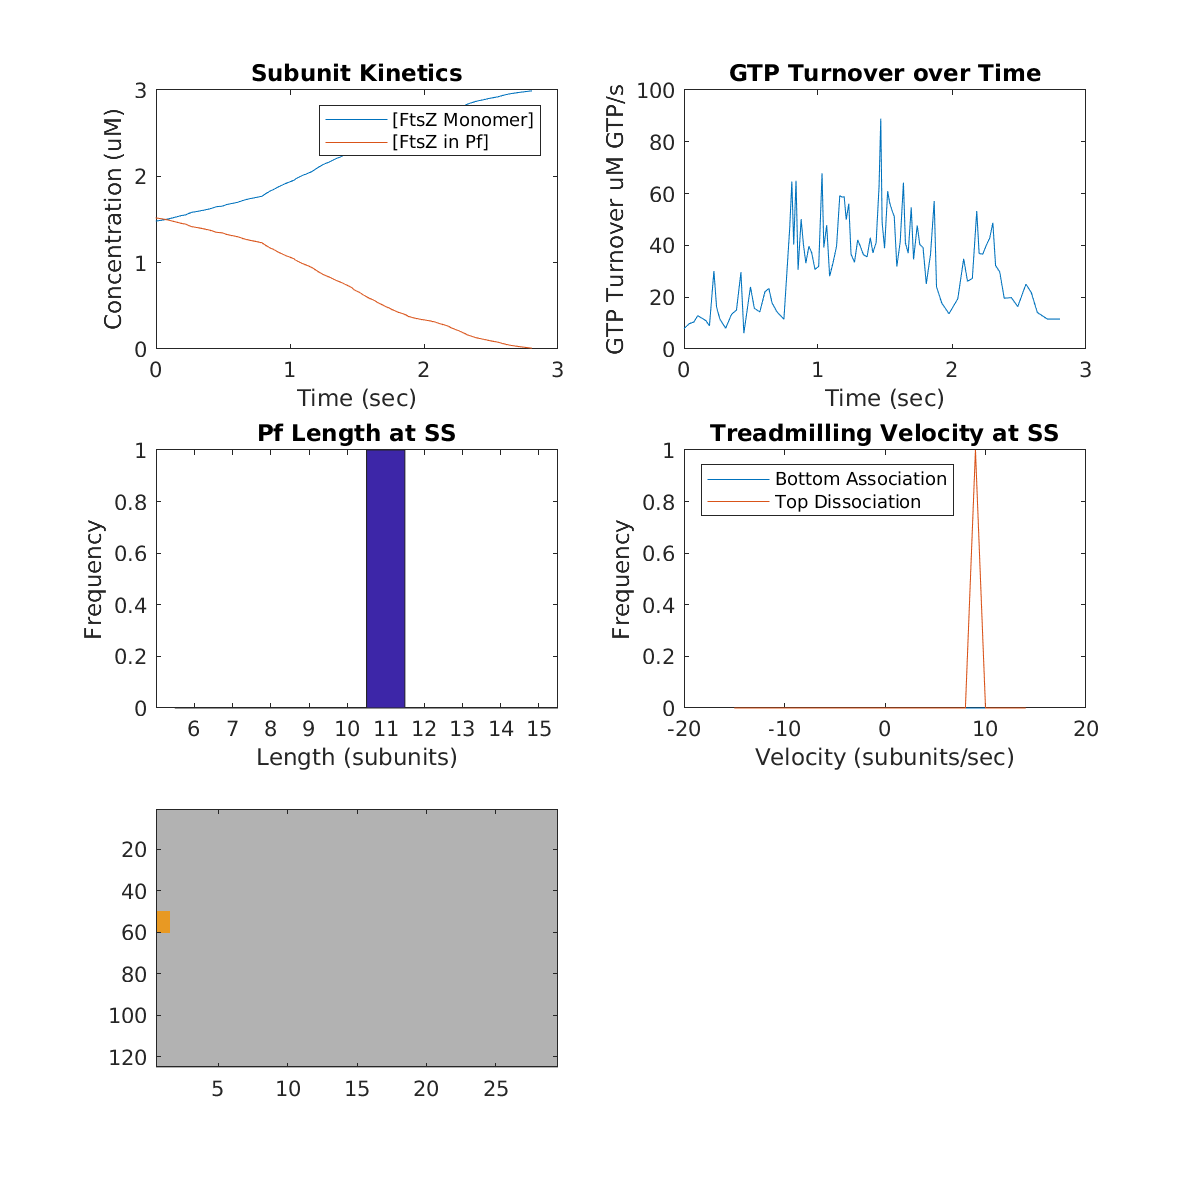 Subunit Kinetics
Concentration (uM)
3
2
1
0
[FtsZ Monomer]
[FtsZ in Pf]
0 1 2 3
Time (sec)
GTP Turnover over Time
GTP Turnover uM GTP/s
100
80
60
40
20
0
0 1 2 3
Time (sec)
Pf Length at SS
Frequency
1
0.8
0.6
0.4
0.2
0
6 7 8 9 10 11 12 13 14 15
Length (subunits)
Treadmilling Velocity at SS
Frequency
1
0.8
0.6
0.4
0.2
0
Bottom Association
Top Dissociation
-20 -10 0 10 20
Velocity (subunits/sec)
20
40
60
80
100
120
5 10 15 20 25